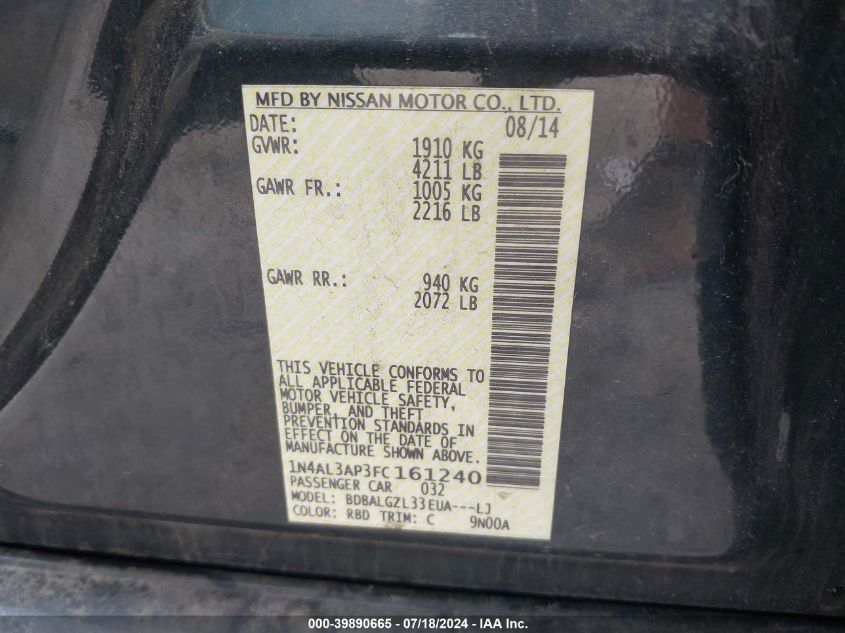 MFD BY NISSAN MOTOR CO., LTD.
DATE: 08/14
GVWR: 1910 KG
4211 LB
GAWR FR.: 1005 KG
2216 LB
GAWR RR.: 940 KG
2072 LB
THIS VEHICLE CONFORMS TO
ALL APPLICABLE FEDERAL
MOTOR VEHICLE SAFETY,
BUMPER, AND THEFT
PREVENTION STANDARDS IN
EFFECT ON THE DATE OF
MANUFACTURE SHOWN ABOVE.
1N4AL3AP3FC161240
PASSENGER CAR 032
MODEL: BDBALGZL33EUA---LJ
COLOR: RBD TRIM: C 9N00A
000-39890665 - 07/18/2024 - IAA Inc.